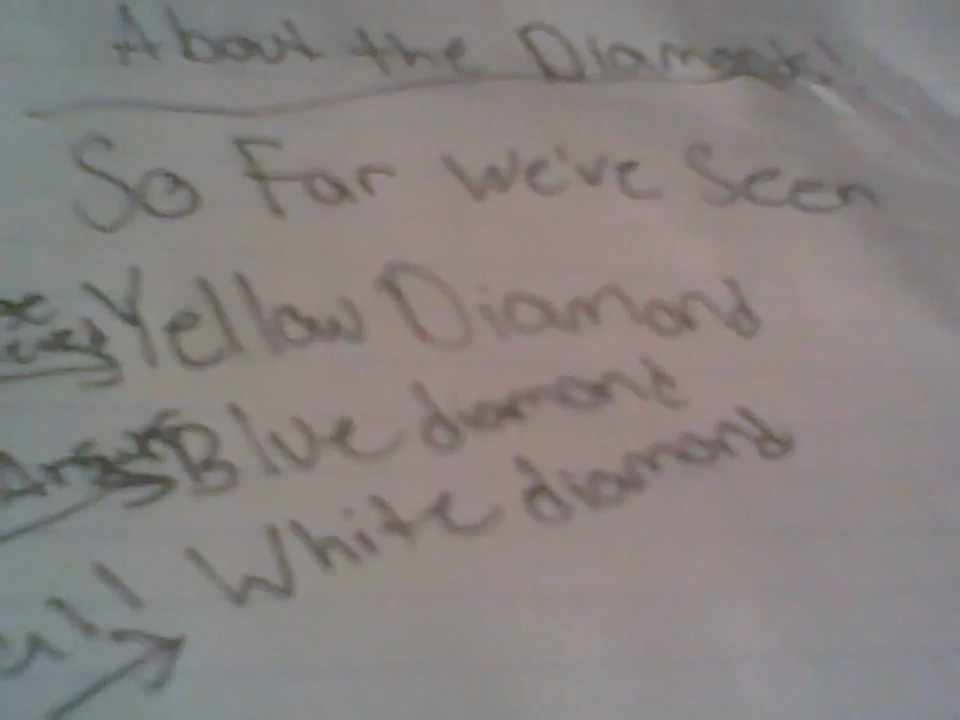 About the Diamonds!
So Far we've Seen
Yellow Diamond
Blue diamond
White diamond